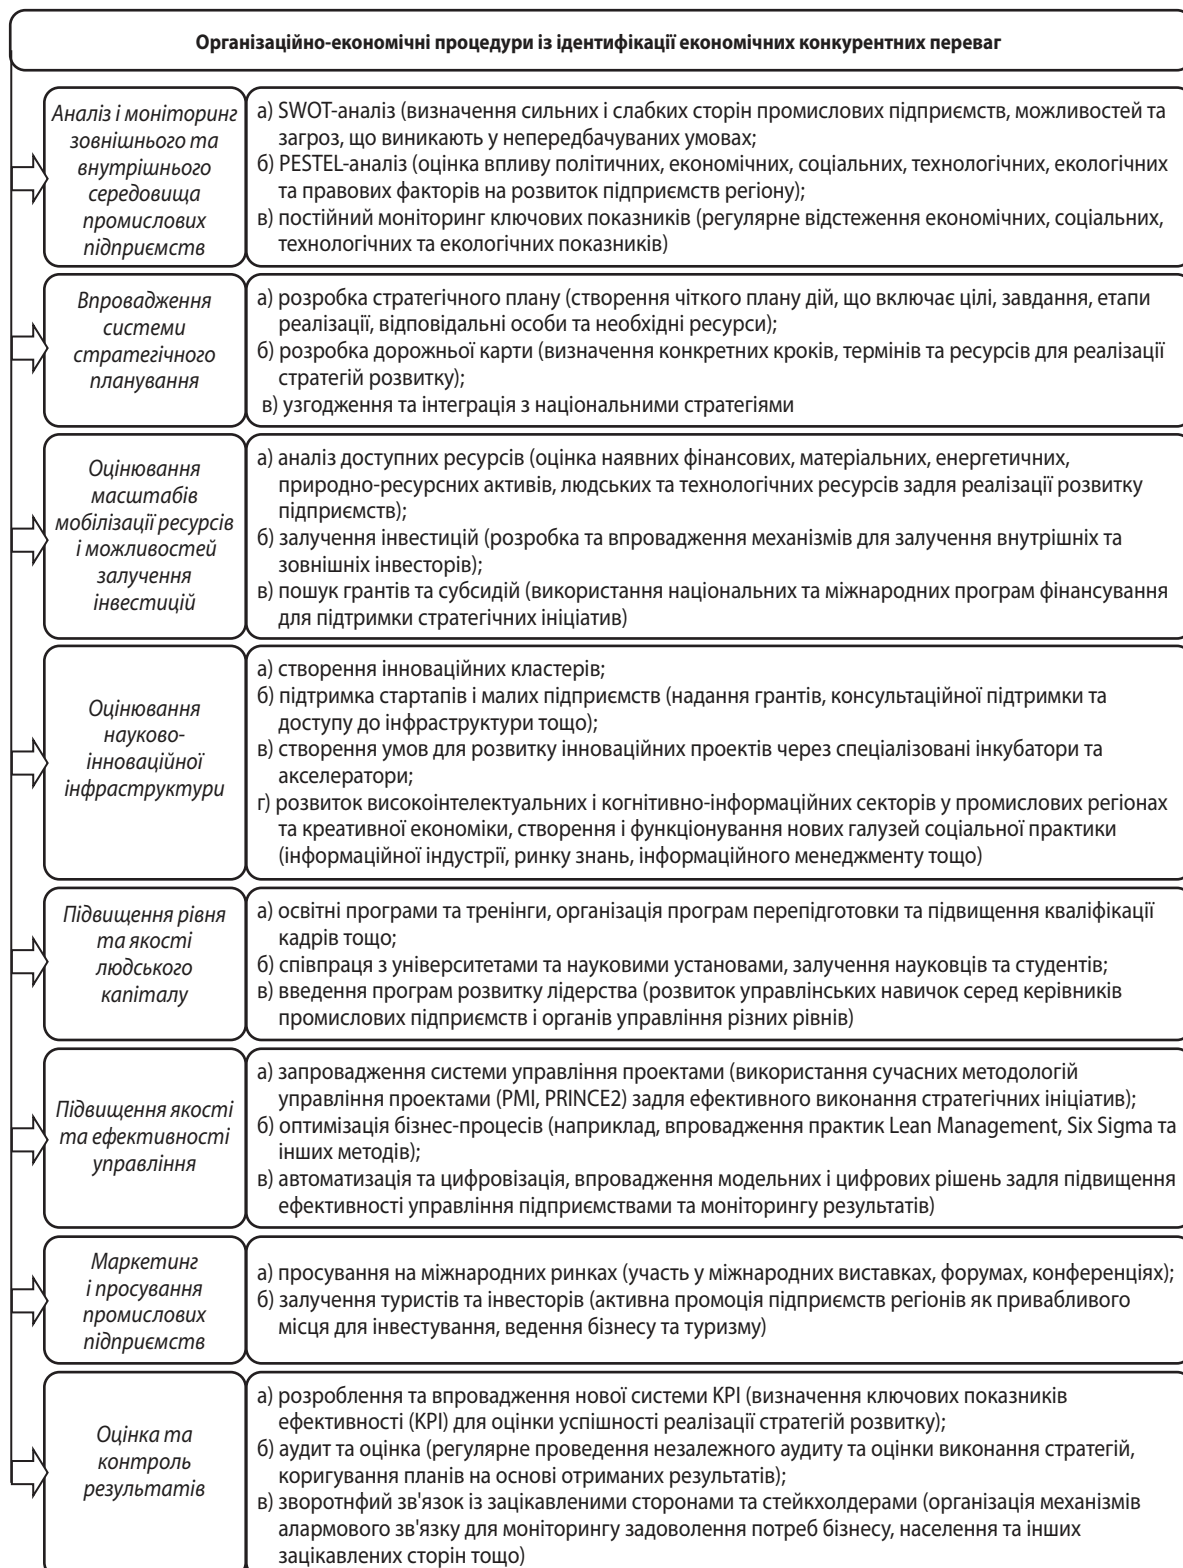 Організаційно-економічні процедури із ідентифікації економічних конкурентних переваг
Аналіз і моніторинг
зовнішнього та
внутрішнього
середовища
промислових
підприємств
а) SWOT-аналіз (визначення сильних і слабких сторін промислових підприємств, можливостей та
загроз, що виникають у непередбачуваних умовах;
б) PESTEL-аналіз (оцінка впливу політичних, економічних, соціальних, технологічних, екологічних
та правових факторів на розвиток підприємств регіону);
в) постійний моніторинг ключових показників (регулярне відстеження економічних, соціальних,
технологічних та екологічних показників)
Впровадження
системи
стратегічного
планування
а) розробка стратегічного плану (створення чіткого плану дій, що включає цілі, завдання, етапи
реалізації, відповідальні особи та необхідні ресурси);
б) розробка дорожньої карти (визначення конкретних кроків, термінів та ресурсів для реалізації
стратегій розвитку);
в) узгодження та інтеграція з національними стратегіями
Оцінювання
масштабів
мобілізації ресурсів
і можливостей
залучення
інвестицій
а) аналіз доступних ресурсів (оцінка наявних фінансових, матеріальних, енергетичних,
природно-ресурсних активів, людських та технологічних ресурсів задля реалізації розвитку
підприємств);
б) залучення інвестицій (розробка та впровадження механізмів для залучення внутрішніх та
зовнішніх інвесторів);
в) пошук грантів та субсидій (використання національних та міжнародних програм фінансування
для підтримки стратегічних ініціатив)
Оцінювання
науково-
інноваційної
інфраструктури
а) створення інноваційних кластерів;
б) підтримка стартапів і малих підприємств (надання грантів, консультаційної підтримки та
доступу до інфраструктури тощо);
в) створення умов для розвитку інноваційних проектів через спеціалізовані інкубатори та
акселератори;
г) розвиток високоінтелектуальних і когнітивно-інформаційних секторів у промислових регіонах
та креативної економіки, створення і функціонування нових галузей соціальної практики
(інформаційної індустрії, ринку знань, інформаційного менеджменту тощо)
Підвищення рівня
та якості
людського
капіталу
а) освітні програми та тренінги, організація програм перепідготовки та підвищення кваліфікації
кадрів тощо;
б) співпраця з університетами та науковими установами, залучення науковців та студентів;
в) введення програм розвитку лідерства (розвиток управлінських навичок серед керівників
промислових підприємств і органів управління різних рівнів)
Підвищення якості
та ефективності
управління
а) запровадження системи управління проектами (використання сучасних методологій
управління проектами (PMI, PRINCE2) задля ефективного виконання стратегічних ініціатив);
б) оптимізація бізнес-процесів (наприклад, впровадження практик Lean Management, Six Sigma та
інших методів);
в) автоматизація та цифровізація, впровадження модельних і цифрових рішень задля підвищення
ефективності управління підприємствами та моніторингу результатів)
Маркетинг
і просування
промислових
підприємств
а) просування на міжнародних ринках (участь у міжнародних виставках, форумах, конференціях);
б) залучення туристів та інвесторів (активна промоція підприємств регіонів як привабливого
місця для інвестування, ведення бізнесу та туризму)
Оцінка та
контроль
результатів
а) розроблення та впровадження нової системи KPI (визначення ключових показників
ефективності (KPI) для оцінки успішності реалізації стратегій розвитку);
б) аудит та оцінка (регулярне проведення незалежного аудиту та оцінки виконання стратегій,
коригування планів на основі отриманих результатів);
в) зворотнфий зв'язок із зацікавленими сторонами та стейкхолдерами (організація механізмів
алармового зв'язку для моніторингу задоволення потреб бізнесу, населення та інших
зацікавлених сторін тощо)